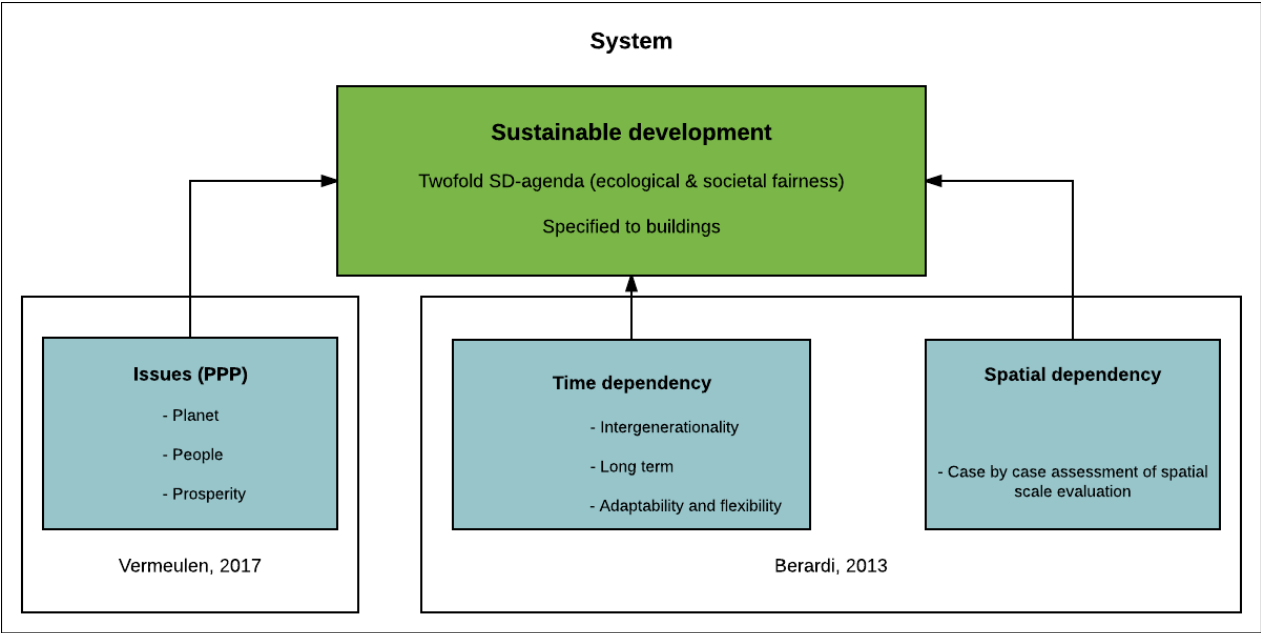 System
Sustainable development
Twofold SD-agenda (ecological & societal fairness)
Specified to buildings
Issues (PPP)
- Planet
- People
- Prosperity
Vermeulen, 2017
Time dependency
- Intergenerationality
- Long term
- Adaptability and flexibility
Spatial dependency
- Case by case assessment of spatial
scale evaluation
Berardi, 2013